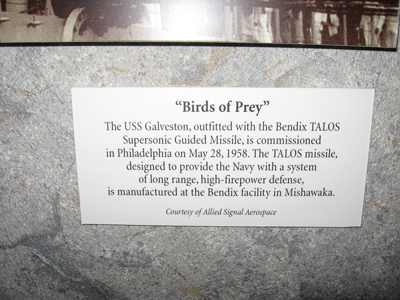 “Birds of Prey”
The USS Galveston, outfitted with the Bendix TALOS
Supersonic Guided Missile, is commissioned
in Philadelphia on May 28, 1958. The TALOS missile,
designed to provide the Navy with a system
of long range, high-firepower defense,
is manufactured at the Bendix facility in Mishawaka.
Courtesy of Allied Signal Aerospace